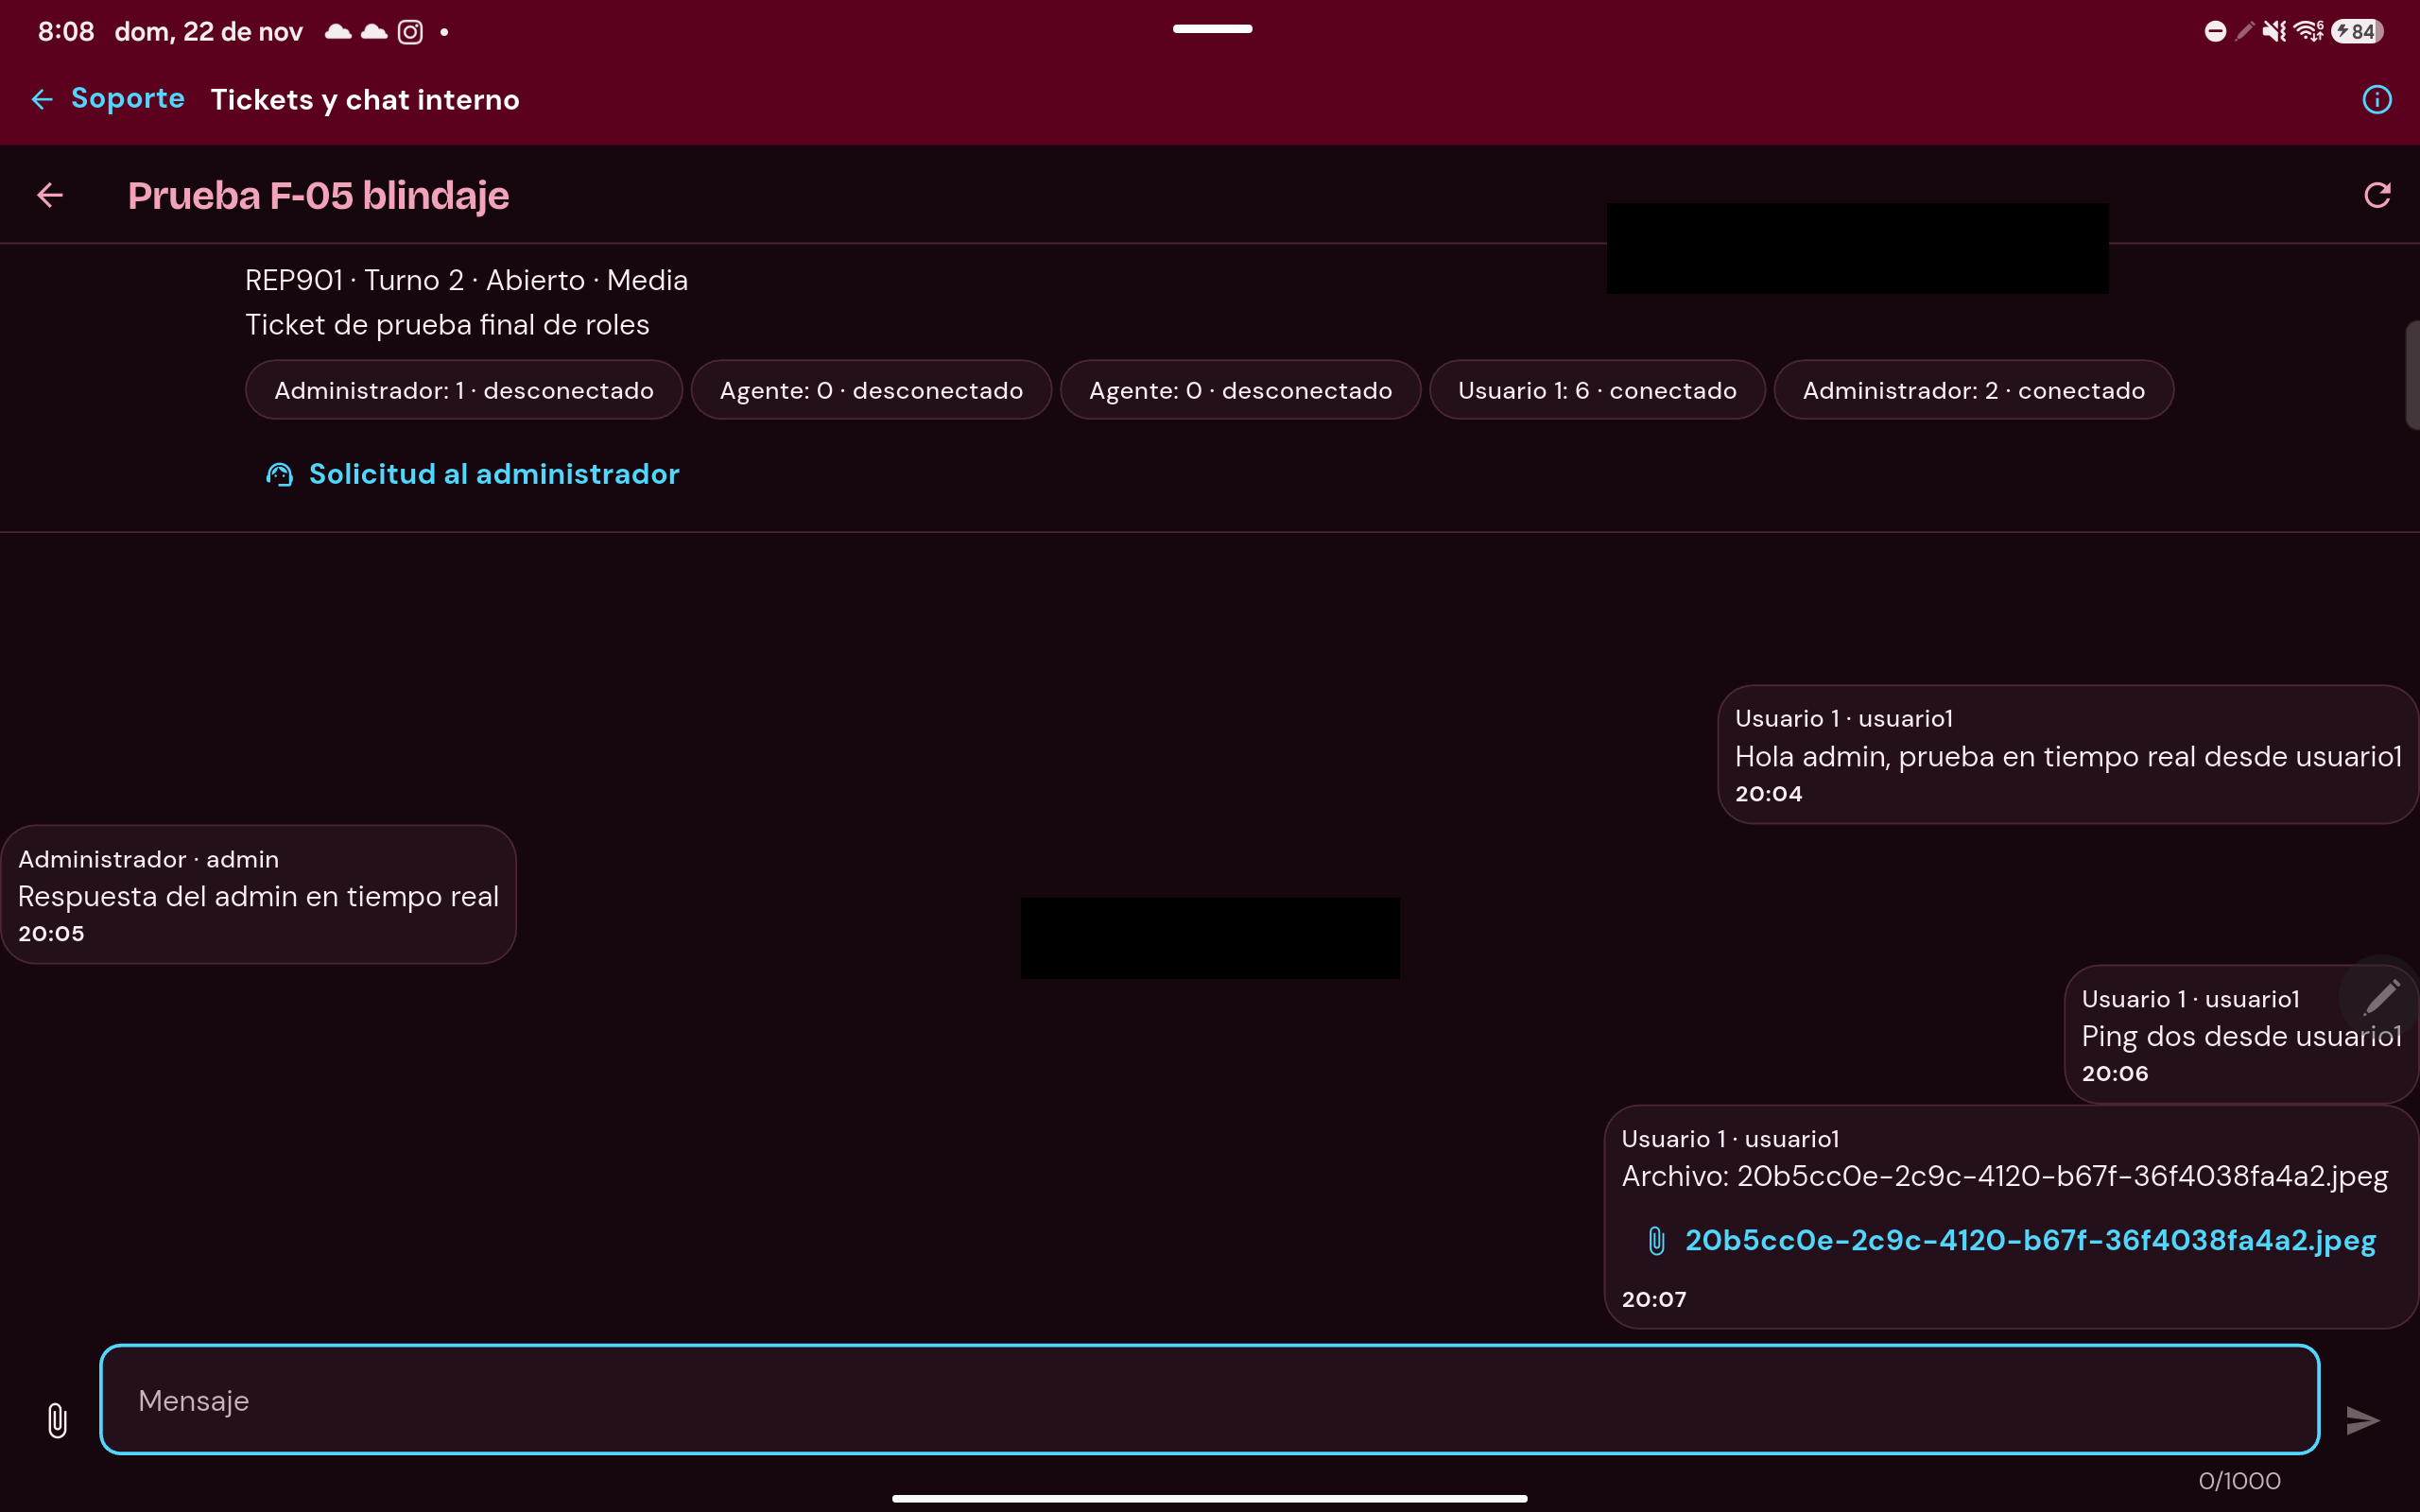 8:08 dom, 22 de nov
6 84
Soporte Tickets y chat interno
Prueba F-05 blindaje
REP901 · Turno 2 · Abierto · Media
Ticket de prueba final de roles
Administrador: 1 · desconectado Agente: 0 · desconectado Agente: 0 · desconectado Usuario 1: 6 · conectado Administrador: 2 · conectado
Solicitud al administrador
Usuario 1 · usuario1
Hola admin, prueba en tiempo real desde usuario1
20:04
Administrador · admin
Respuesta del admin en tiempo real
20:05
Usuario 1 · usuario1
Ping dos desde usuario1
20:06
Usuario 1 · usuario1
Archivo: 20b5cc0e-2c9c-4120-b67f-36f4038fa4a2.jpeg
20b5cc0e-2c9c-4120-b67f-36f4038fa4a2.jpeg
20:07
Mensaje
0/1000